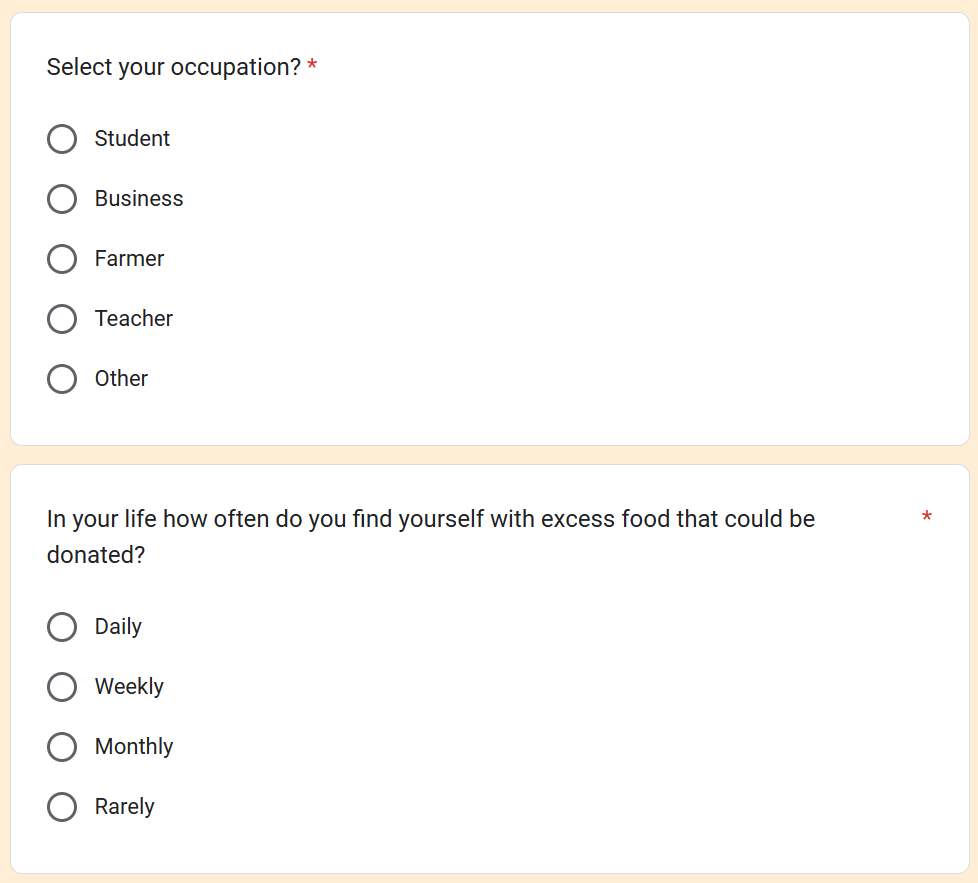 Select your occupation? *
Student
Business
Farmer
Teacher
Other
In your life how often do you find yourself with excess food that could be *
donated?
Daily
Weekly
Monthly
Rarely